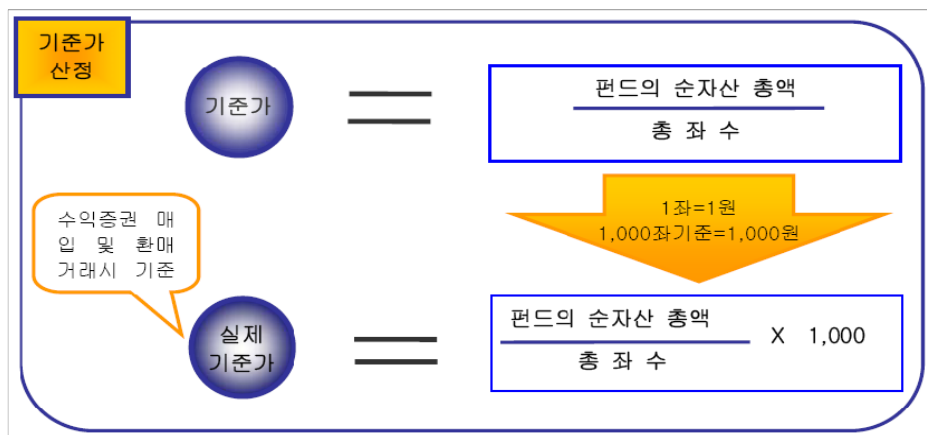 기준가
산정
기준가
펀드의 순자산 총액
총 좌 수
1좌=1원
1,000좌기준=1,000원
수익증권 매
입 및 환매
거래시 기준
실제
기준가
펀드의 순자산 총액
총 좌 수
X 1,000